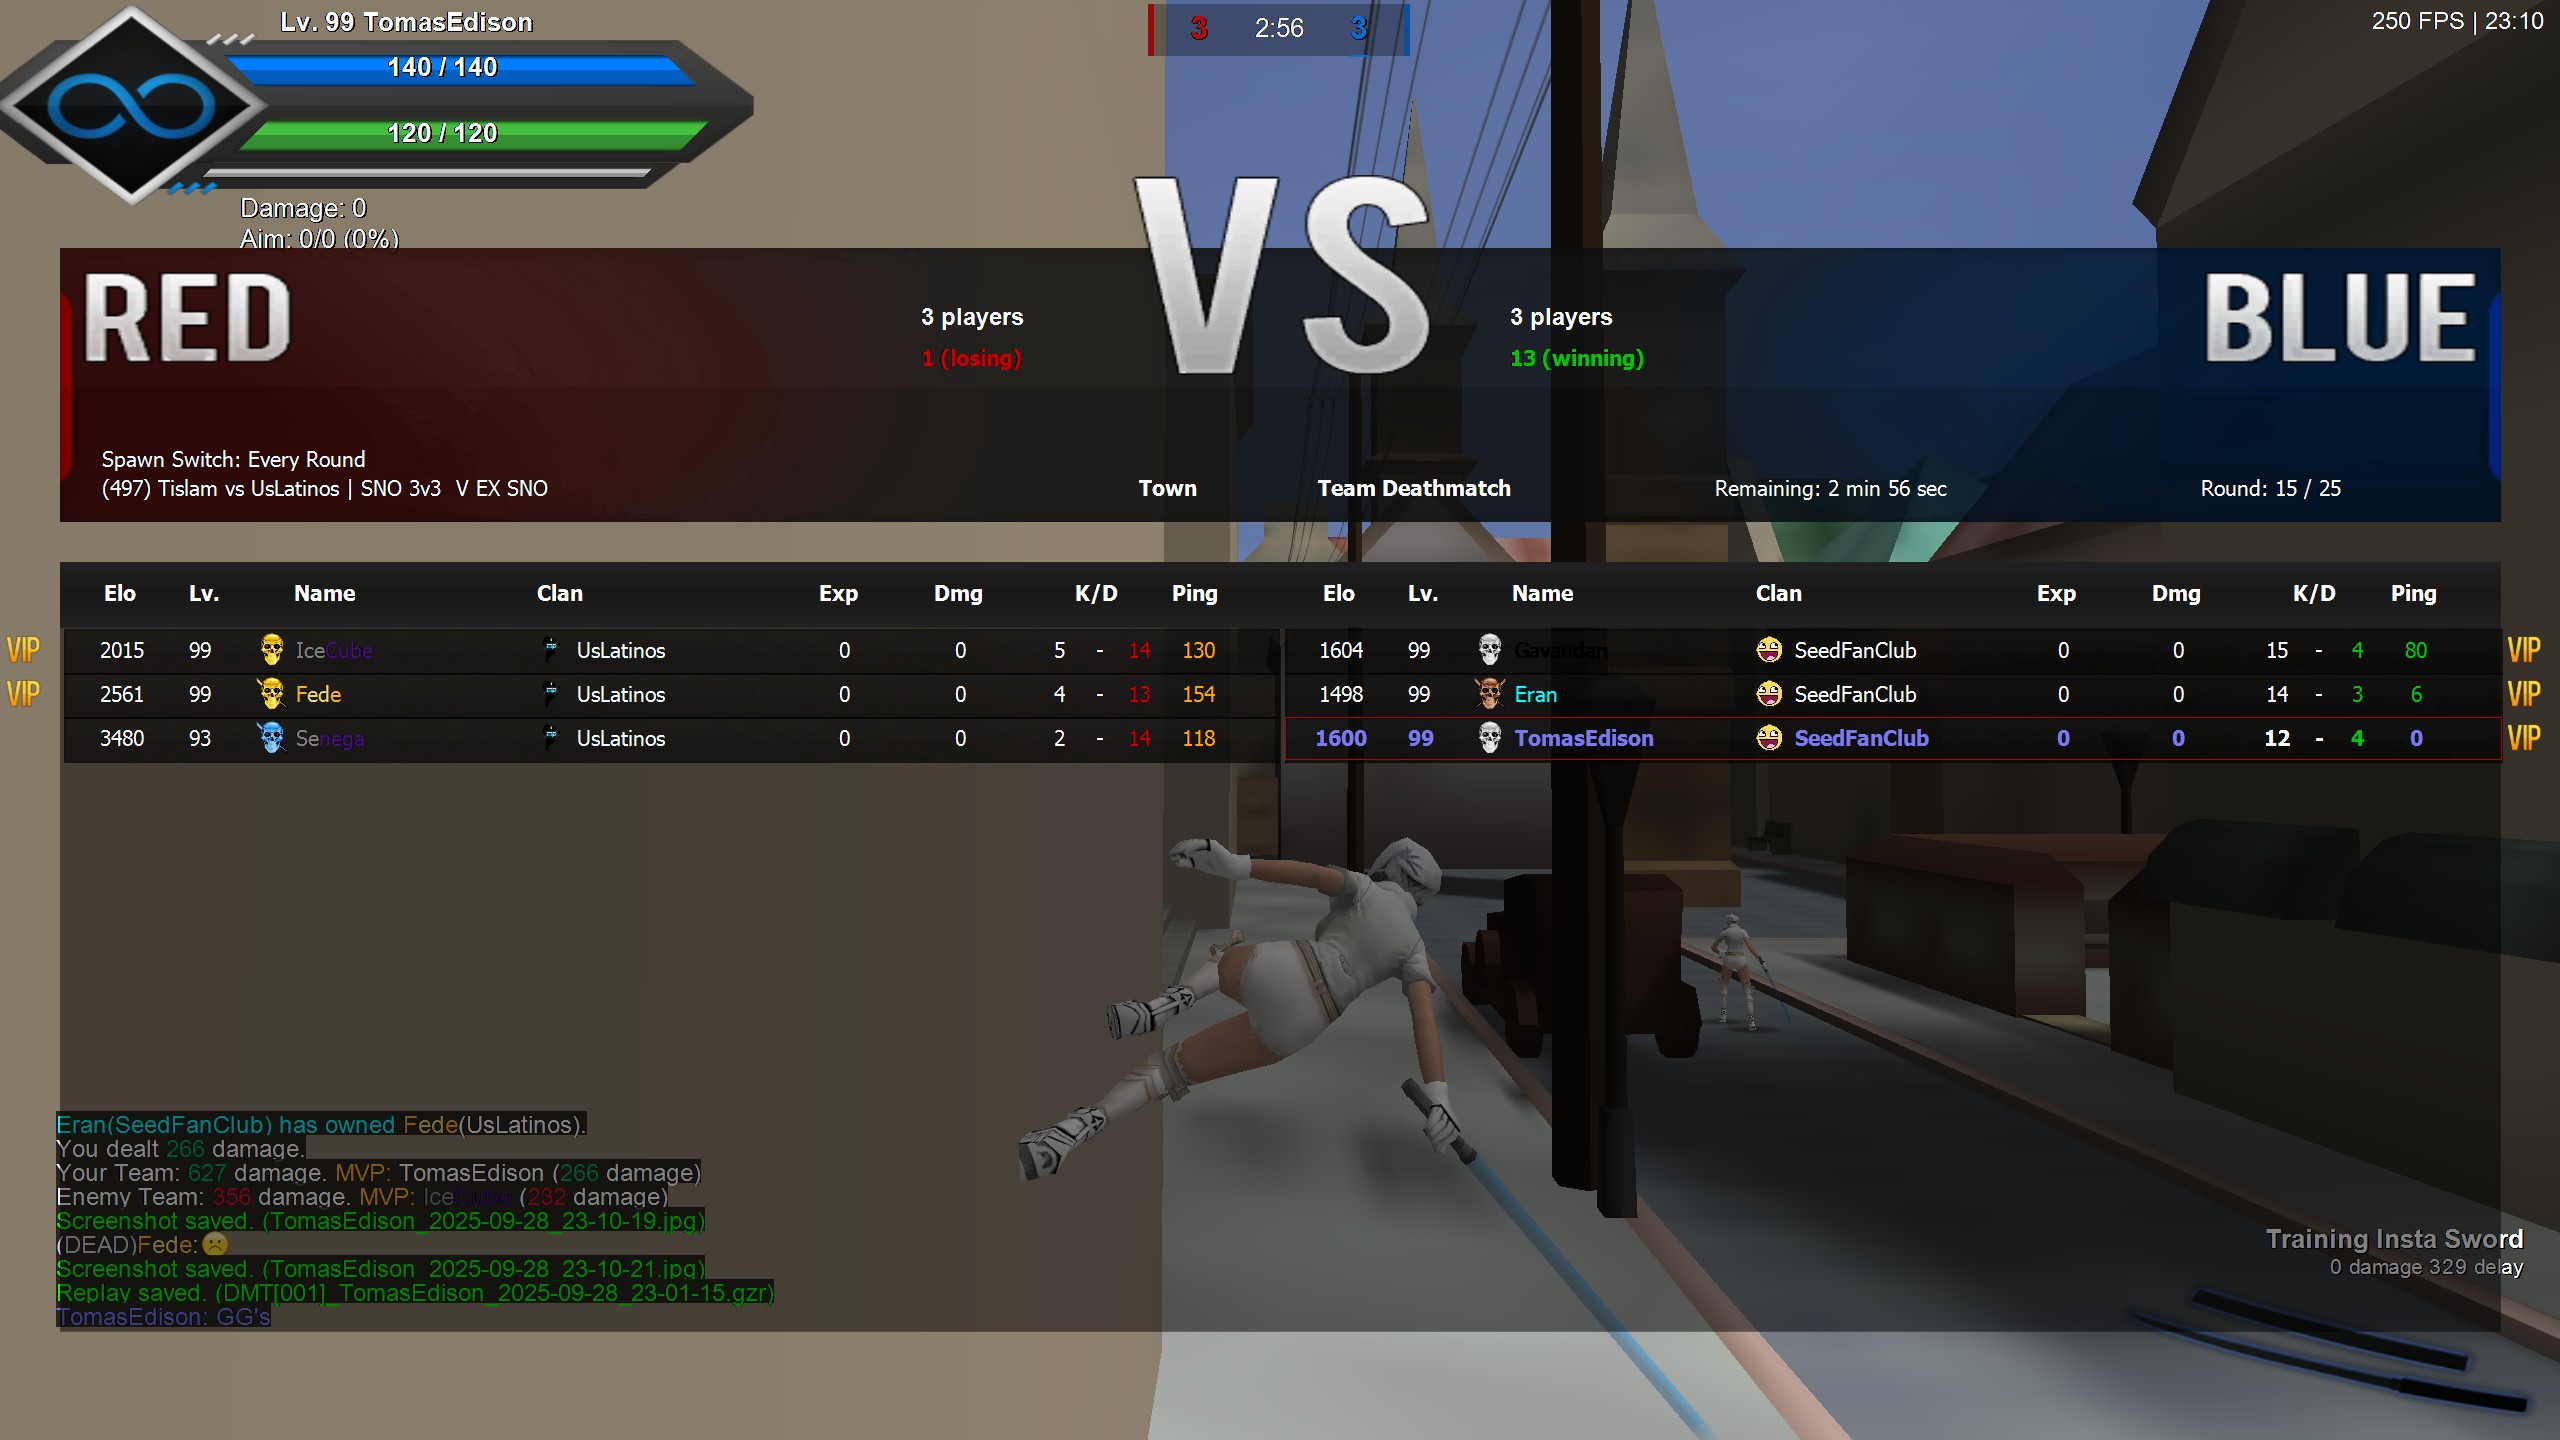 Lv. 99 TomasEdison
140 / 140
120 / 120
Damage: 0
Aim: 0/0 (0%)
3 2:56 3
250 FPS | 23:10
RED
VS
BLUE
3 players
1 (losing)
3 players
13 (winning)
Spawn Switch: Every Round
(497) Tislam vs UsLatinos | SNO 3v3 V EX SNO
Town
Team Deathmatch
Remaining: 2 min 56 sec
Round: 15 / 25
Elo Lv. Name Clan Exp Dmg K/D Ping
VIP 2015 99 IceCube UsLatinos 0 0 5 - 14 130
VIP 2561 99 Fede UsLatinos 0 0 4 - 13 154
3480 93 Senega UsLatinos 0 0 2 - 14 118
Elo Lv. Name Clan Exp Dmg K/D Ping
1604 99 Gavaudan SeedFanClub 0 0 15 - 4 80 VIP
1498 99 Eran SeedFanClub 0 0 14 - 3 6 VIP
1600 99 TomasEdison SeedFanClub 0 0 12 - 4 0 VIP
Eran(SeedFanClub) has owned Fede(UsLatinos).
You dealt 266 damage.
Your Team: 627 damage. MVP: TomasEdison (266 damage)
Enemy Team: 356 damage. MVP: IceCube (232 damage)
Screenshot saved. (TomasEdison_2025-09-28_23-10-19.jpg)
(DEAD)Fede:
Screenshot saved. (TomasEdison_2025-09-28_23-10-21.jpg)
Replay saved. (DMT[001]_TomasEdison_2025-09-28_23-01-15.gzr)
TomasEdison: GG's
Training Insta Sword
0 damage 329 delay